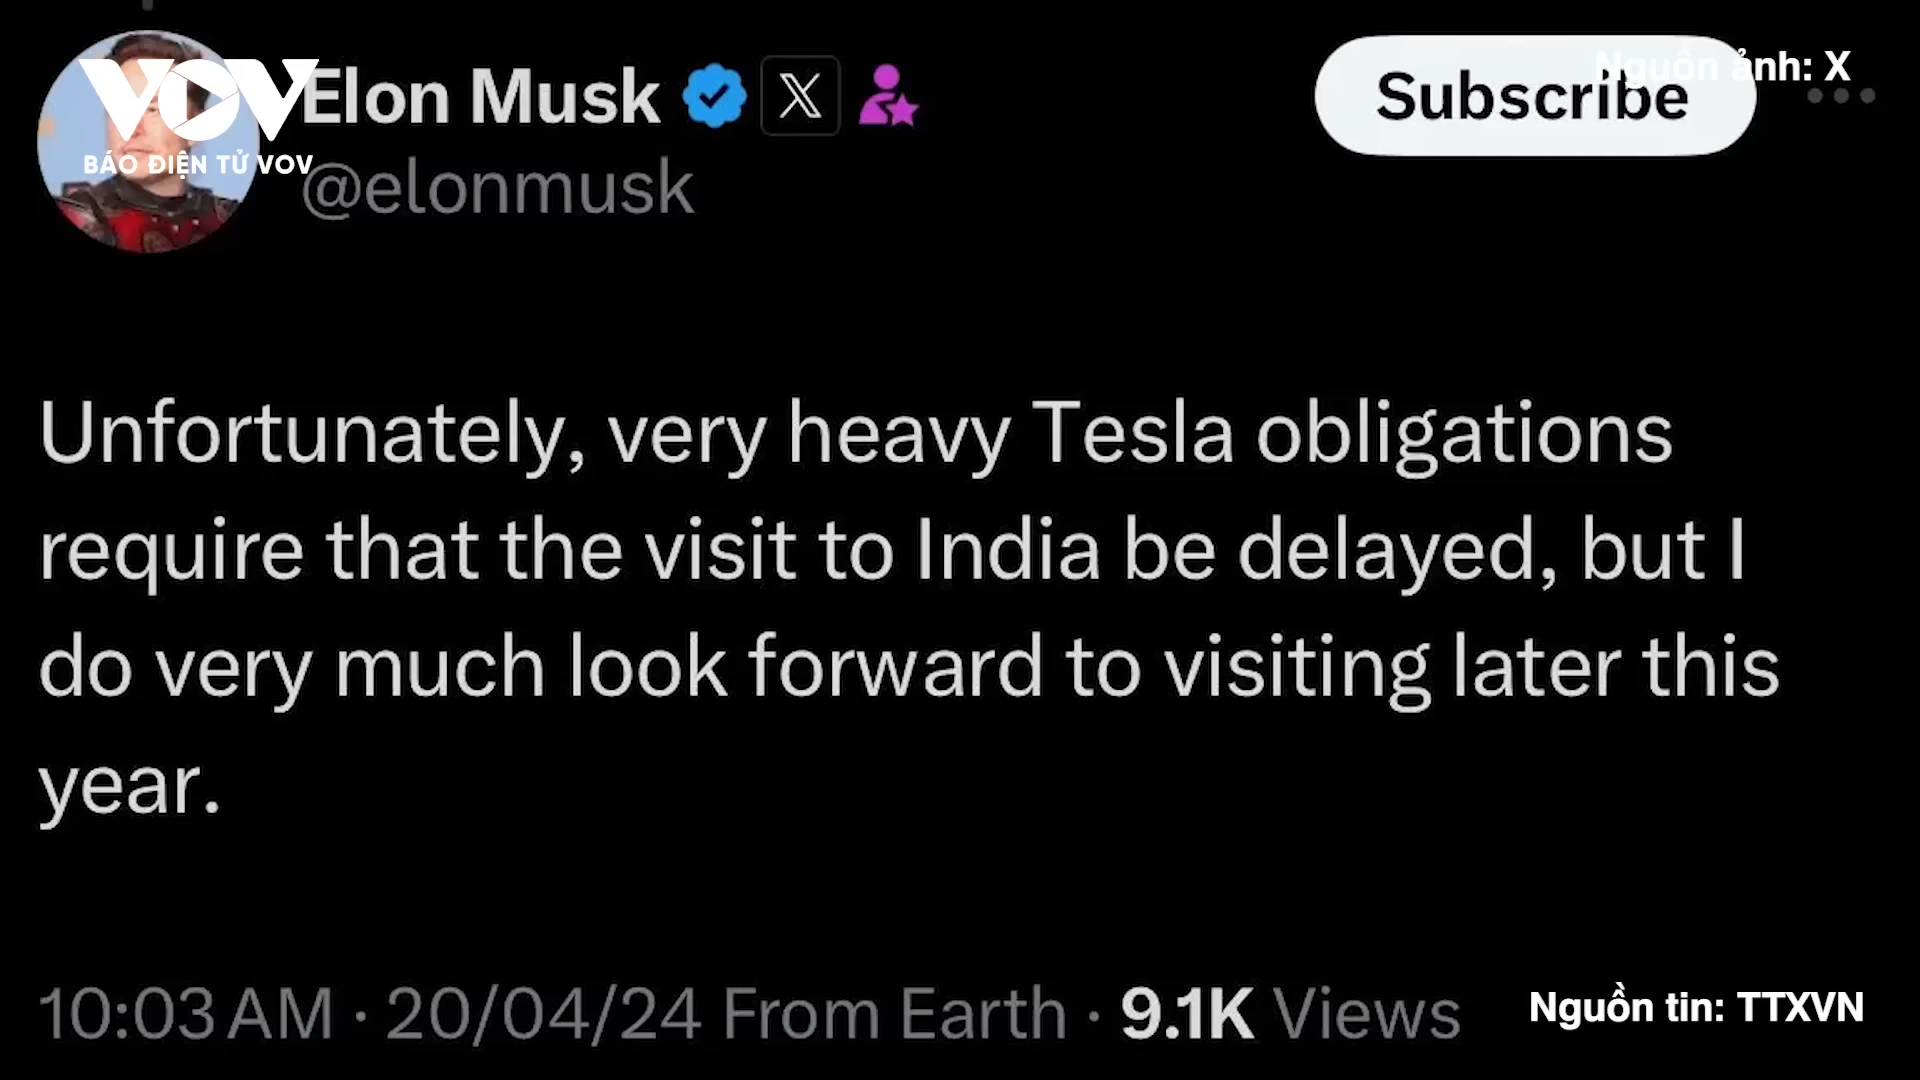 VOV
BÁO ĐIỆN TỬ VOV
Elon Musk
@elonmusk
Subscribe
Nguồn ảnh: X
Unfortunately, very heavy Tesla obligations
require that the visit to India be delayed, but I
do very much look forward to visiting later this
year.
10:03 AM · 20/04/24 From Earth · 9.1K Views
Nguồn tin: TTXVN